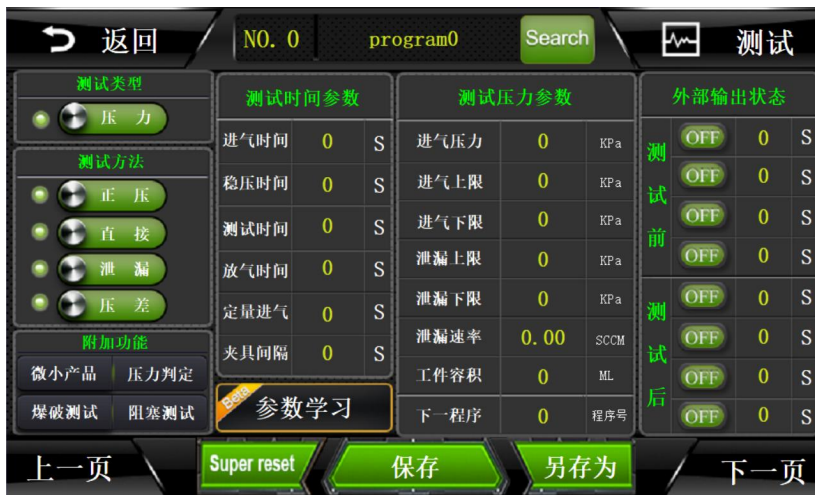 返回
NO. 0
program0
Search
测试
测试类型
压 力
测试方法
正 压
直 接
泄 漏
压 差
附加功能
微小产品 压力判定
爆破测试 阻塞测试
测试时间参数
进气时间 0 S
稳压时间 0 S
测试时间 0 S
放气时间 0 S
定量进气 0 S
夹具间隔 0 S
Beta 参数学习
测试压力参数
进气压力 0 KPa
进气上限 0 KPa
进气下限 0 KPa
泄漏上限 0 KPa
泄漏下限 0 KPa
泄漏速率 0.00 SCCM
工件容积 0 ML
下一程序 0 程序号
外部输出状态
测试前
OFF 0 S
OFF 0 S
OFF 0 S
OFF 0 S
测试后
OFF 0 S
OFF 0 S
OFF 0 S
OFF 0 S
上一页
Super reset
保存
另存为
下一页